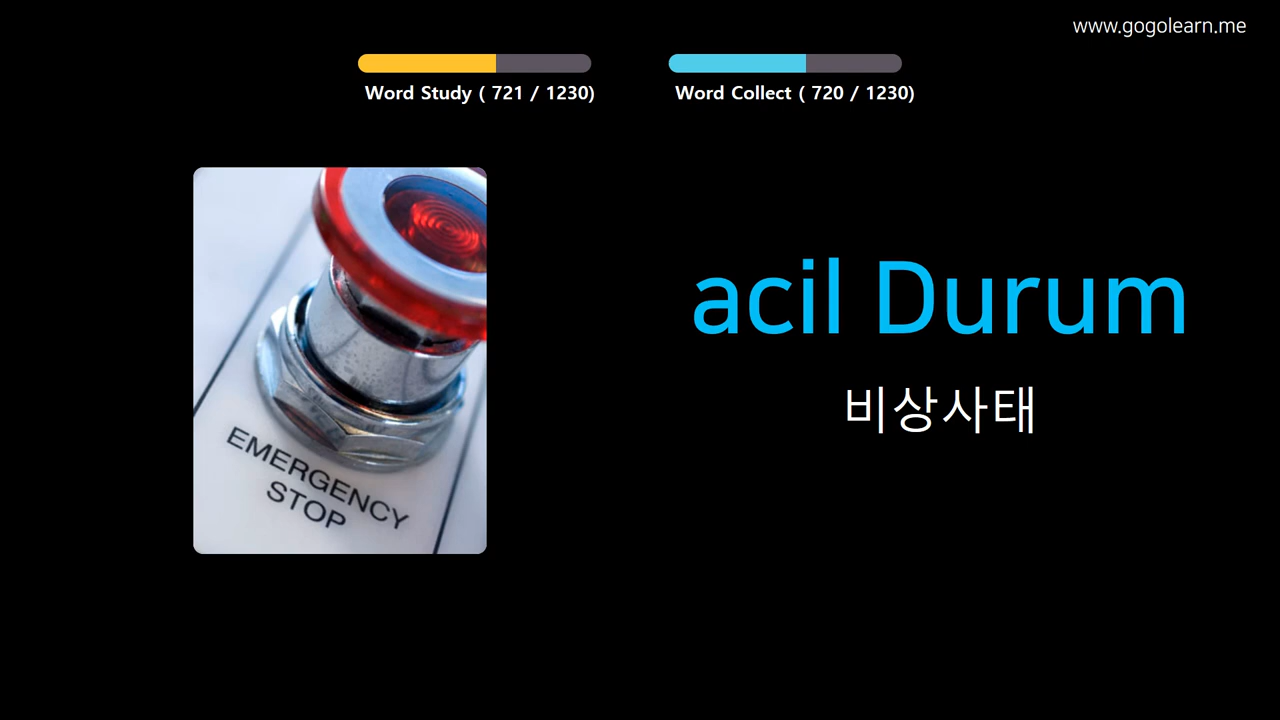 www.gogolearn.me
Word Study ( 721 / 1230)
Word Collect ( 720 / 1230)
EMERGENCY
STOP
acil Durum
비상사태